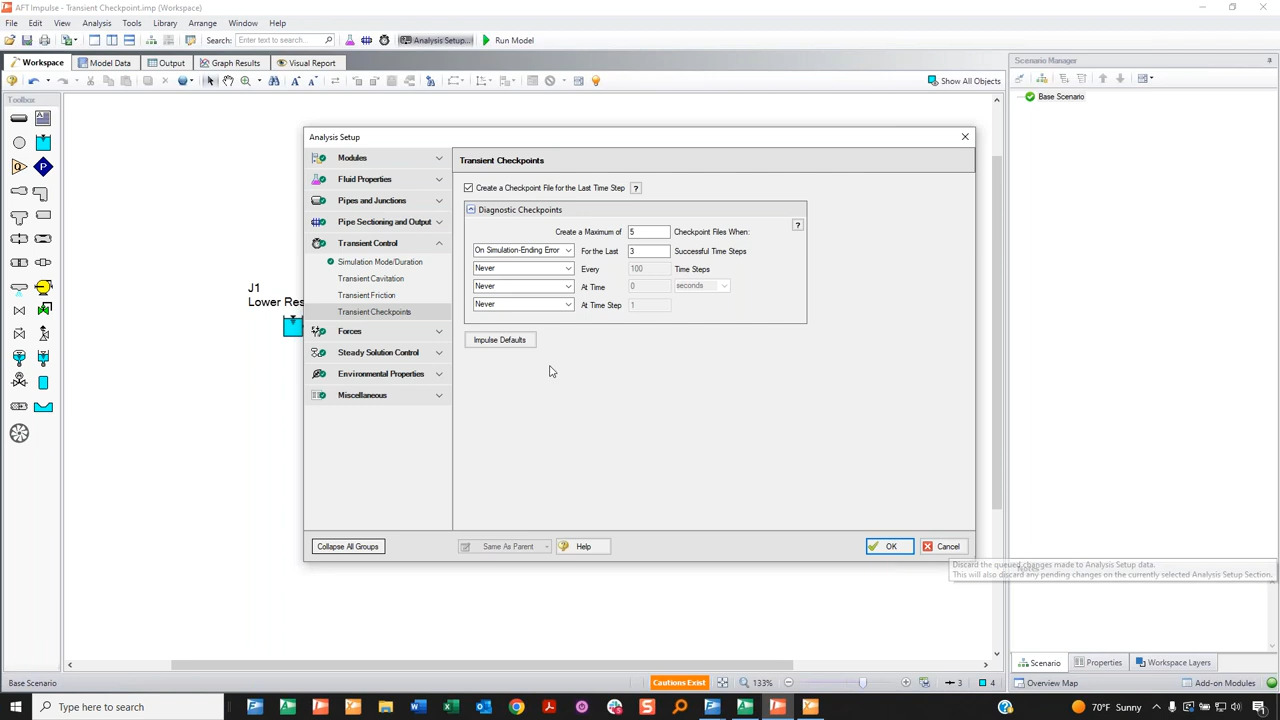 AFT Impulse - Transient Checkpoint.imp (Workspace)
File Edit View Analysis Tools Library Arrange Window Help
Search: Enter text to search... Analysis Setup... Run Model
Workspace Model Data Output Graph Results Visual Report
Show All Objects
Toolbox
Scenario Manager
Base Scenario
J1
Lower Res
Analysis Setup
Modules
Fluid Properties
Pipes and Junctions
Pipe Sectioning and Output
Transient Control
Simulation Mode/Duration
Transient Cavitation
Transient Friction
Transient Checkpoints
Forces
Steady Solution Control
Environmental Properties
Miscellaneous
Transient Checkpoints
Create a Checkpoint File for the Last Time Step ?
Diagnostic Checkpoints
?
Create a Maximum of 5 Checkpoint Files When:
On Simulation-Ending Error For the Last 3 Successful Time Steps
Never Every 100 Time Steps
Never At Time 0 seconds
Never At Time Step 1
Impulse Defaults
Collapse All Groups Same As Parent Help OK Cancel
Discard the queued changes made to Analysis Setup data.
This will also discard any pending changes on the currently selected Analysis Setup Section.
Scenario Properties Workspace Layers
Base Scenario Cautions Exist 133% 3 4 Overview Map Add-on Modules
Type here to search 70°F Sunny